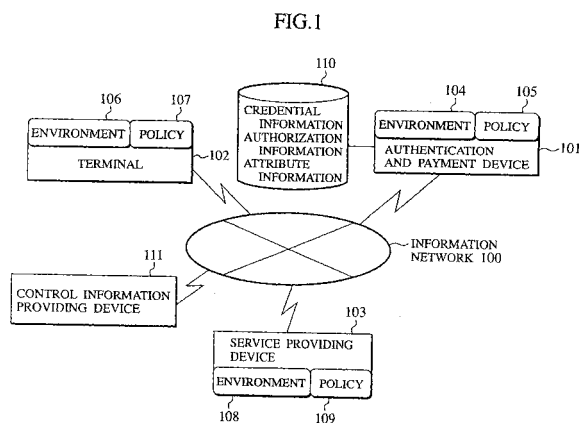 FIG.1
110
106
107
104
105
ENVIRONMENT
POLICY
TERMINAL
102
CREDENTIAL
INFORMATION
AUTHORIZATION
INFORMATION
ATTRIBUTE
INFORMATION
ENVIRONMENT
POLICY
AUTHENTICATION
AND PAYMENT DEVICE
101
INFORMATION
NETWORK 100
111
CONTROL INFORMATION
PROVIDING DEVICE
103
SERVICE PROVIDING
DEVICE
ENVIRONMENT
POLICY
108
109